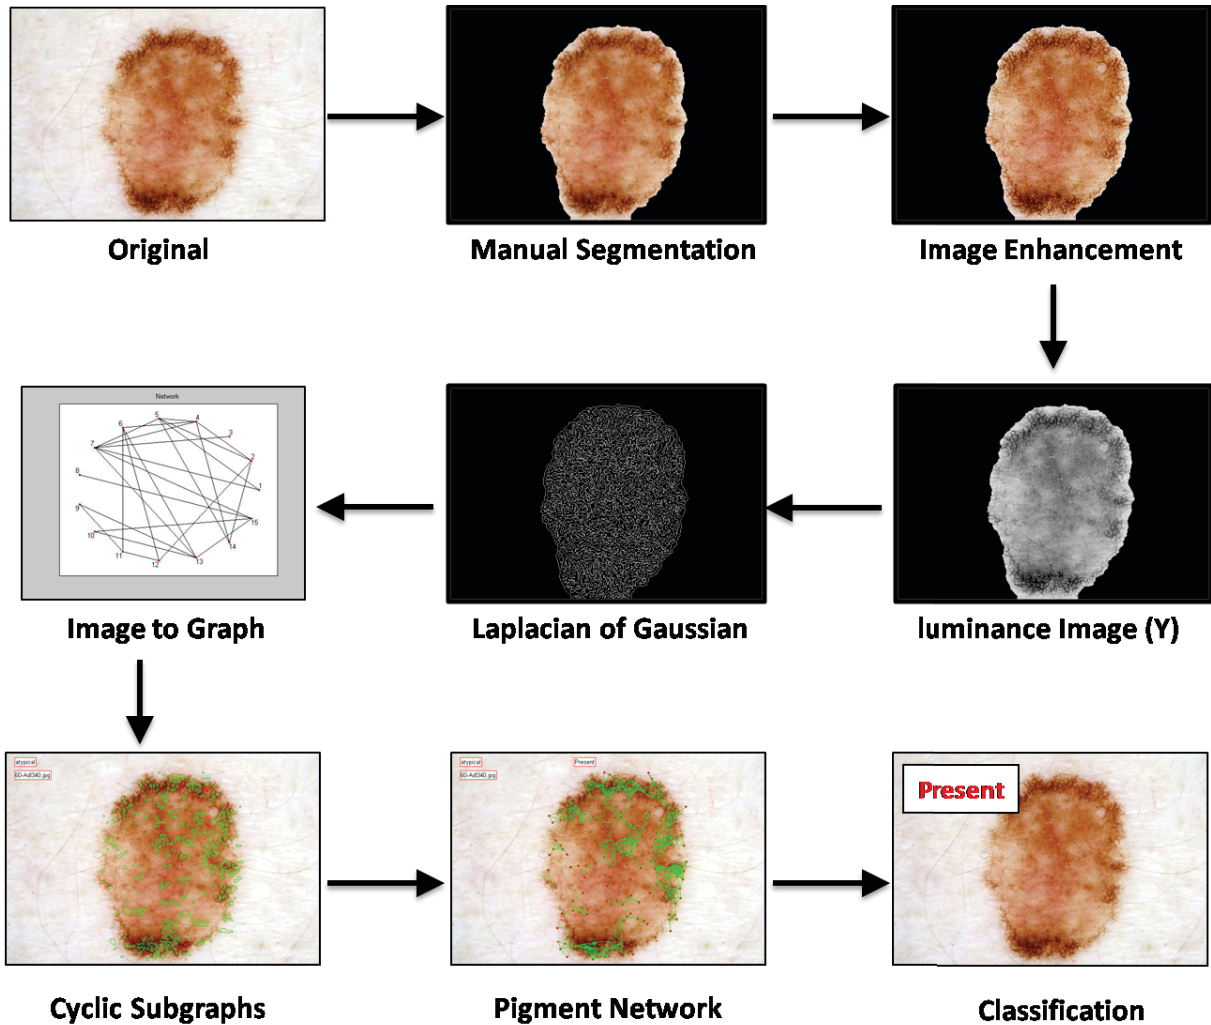 Original
Manual Segmentation
Image Enhancement
Network
5
4
6
3
7
2
8
1
9
15
10
14
11
12
13
Image to Graph
Laplacian of Gaussian
luminance Image (Y)
atypical
60-Ad340.jpg
atypical
Present
60-Ad340.jpg
Present
Cyclic Subgraphs
Pigment Network
Classification